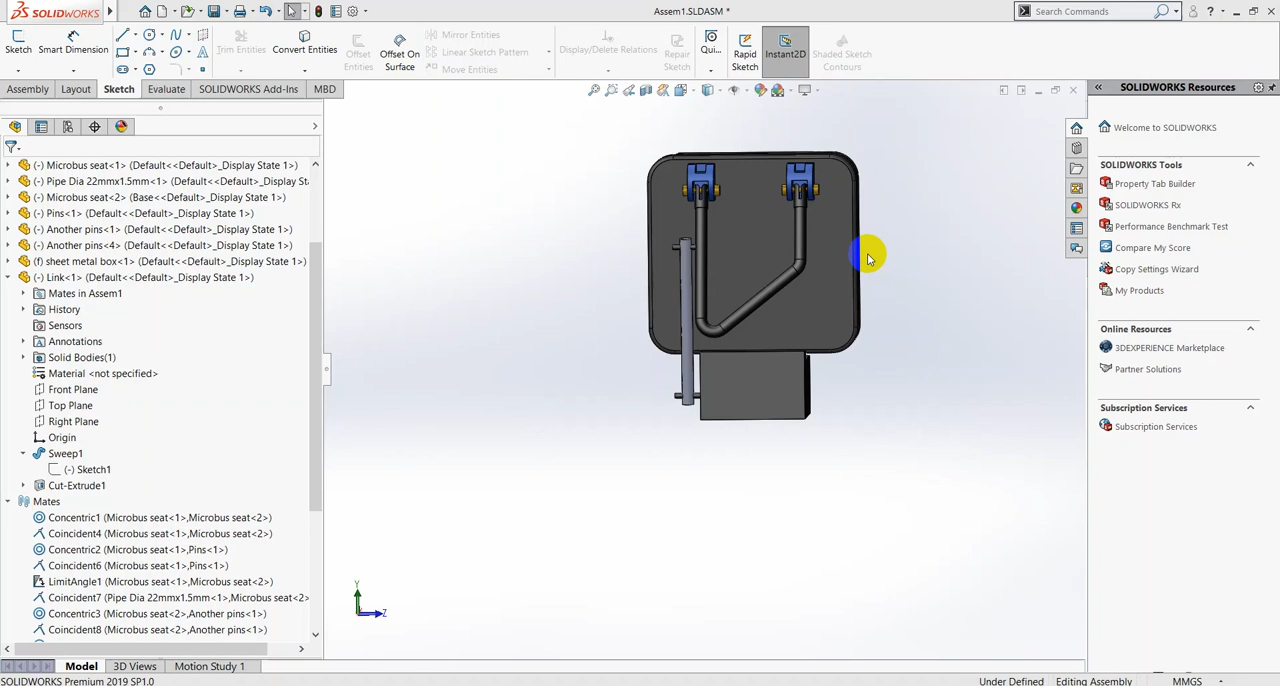 SOLIDWORKS
Assem1.SLDASM *
Search Commands
Sketch
Smart Dimension
Trim Entities
Convert Entities
Offset Entities
Offset On Surface
Mirror Entities
Linear Sketch Pattern
Move Entities
Display/Delete Relations
Repair Sketch
Qui...
Rapid Sketch
Instant2D
Shaded Sketch Contours
Assembly
Layout
Sketch
Evaluate
SOLIDWORKS Add-Ins
MBD
(-) Microbus seat<1> (Default<<Default>_Display State 1>)
(-) Pipe Dia 22mmx1.5mm<1> (Default<<Default>_Display Sta
(-) Microbus seat<2> (Base<<Default>_Display State 1>)
(-) Pins<1> (Default<<Default>_Display State 1>)
(-) Another pins<1> (Default<<Default>_Display State 1>)
(-) Another pins<4> (Default<<Default>_Display State 1>)
(f) sheet metal box<1> (Default<<Default>_Display State 1>)
(-) Link<1> (Default<<Default>_Display State 1>)
Mates in Assem1
History
Sensors
Annotations
Solid Bodies(1)
Material <not specified>
Front Plane
Top Plane
Right Plane
Origin
Sweep1
(-) Sketch1
Cut-Extrude1
Mates
Concentric1 (Microbus seat<1>,Microbus seat<2>)
Coincident4 (Microbus seat<1>,Microbus seat<2>)
Concentric2 (Microbus seat<1>,Pins<1>)
Coincident6 (Microbus seat<1>,Pins<1>)
LimitAngle1 (Microbus seat<1>,Microbus seat<2>)
Coincident7 (Pipe Dia 22mmx1.5mm<1>,Microbus seat<2>
Concentric3 (Microbus seat<2>,Another pins<1>)
Coincident8 (Microbus seat<2>,Another pins<1>)
Y
Z
SOLIDWORKS Resources
Welcome to SOLIDWORKS
SOLIDWORKS Tools
Property Tab Builder
SOLIDWORKS Rx
Performance Benchmark Test
Compare My Score
Copy Settings Wizard
My Products
Online Resources
3DEXPERIENCE Marketplace
Partner Solutions
Subscription Services
Subscription Services
Model
3D Views
Motion Study 1
SOLIDWORKS Premium 2019 SP1.0
Under Defined
Editing Assembly
MMGS